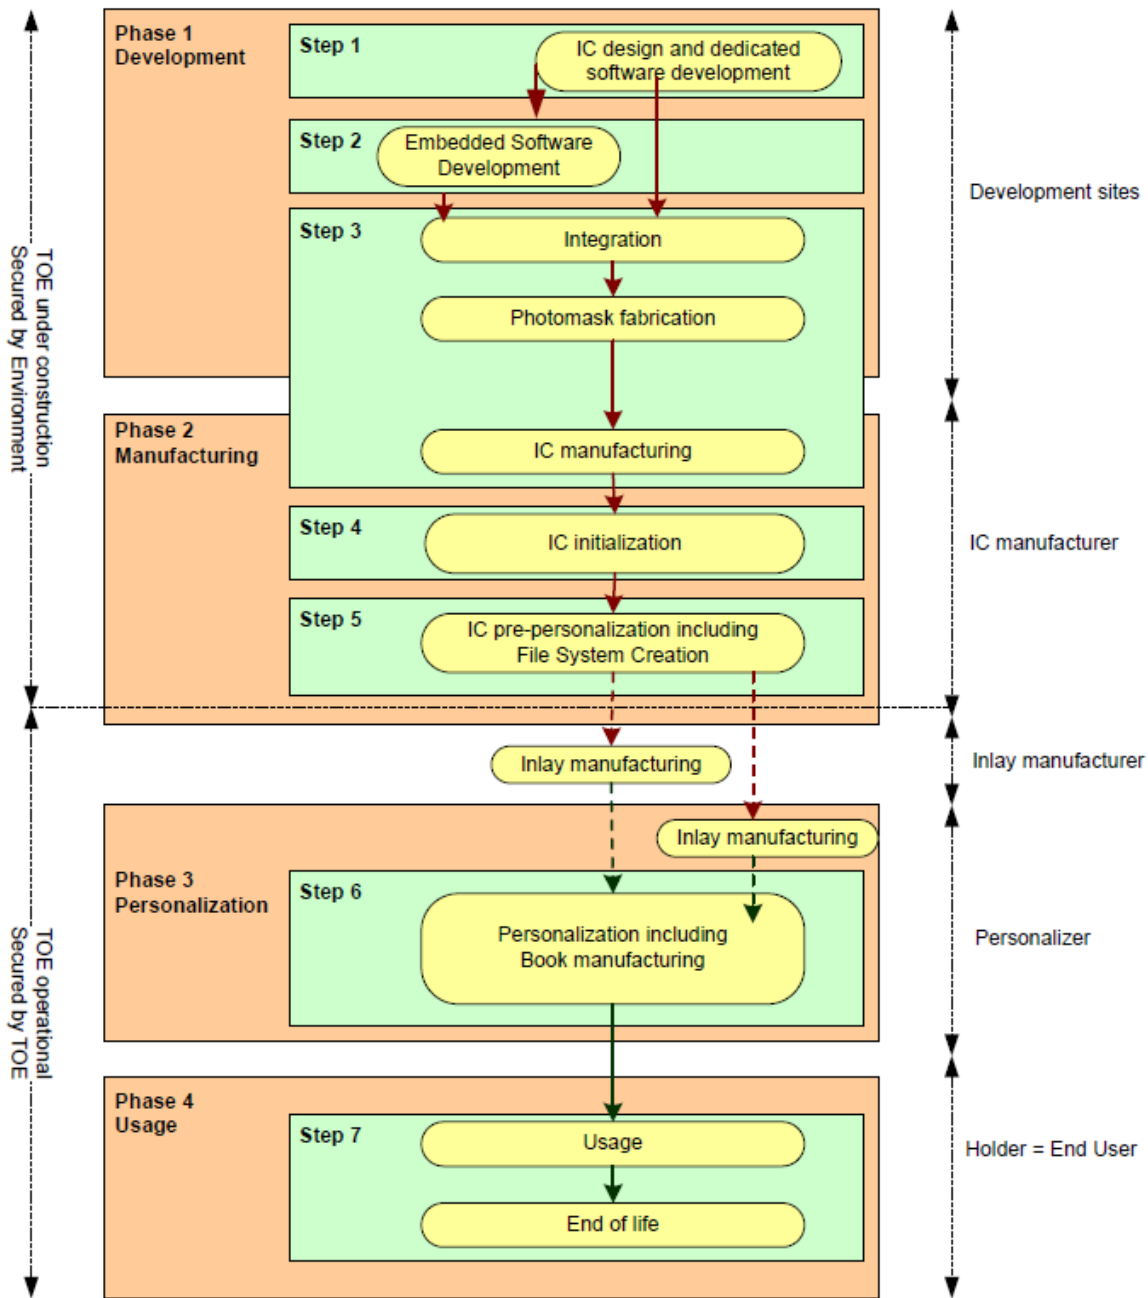 Phase 1
Development
Step 1
IC design and dedicated
software development
Step 2
Embedded Software
Development
Development sites
Step 3
Integration
TOE under construction
Secured by Environment
Photomask fabrication
Phase 2
Manufacturing
IC manufacturing
Step 4
IC initialization
IC manufacturer
Step 5
IC pre-personalization including
File System Creation
Inlay manufacturing
Inlay manufacturer
Inlay manufacturing
Phase 3
Personalization
Step 6
Personalization including
Book manufacturing
Personalizer
TOE operational
Secured by TOE
Phase 4
Usage
Step 7
Usage
Holder = End User
End of life